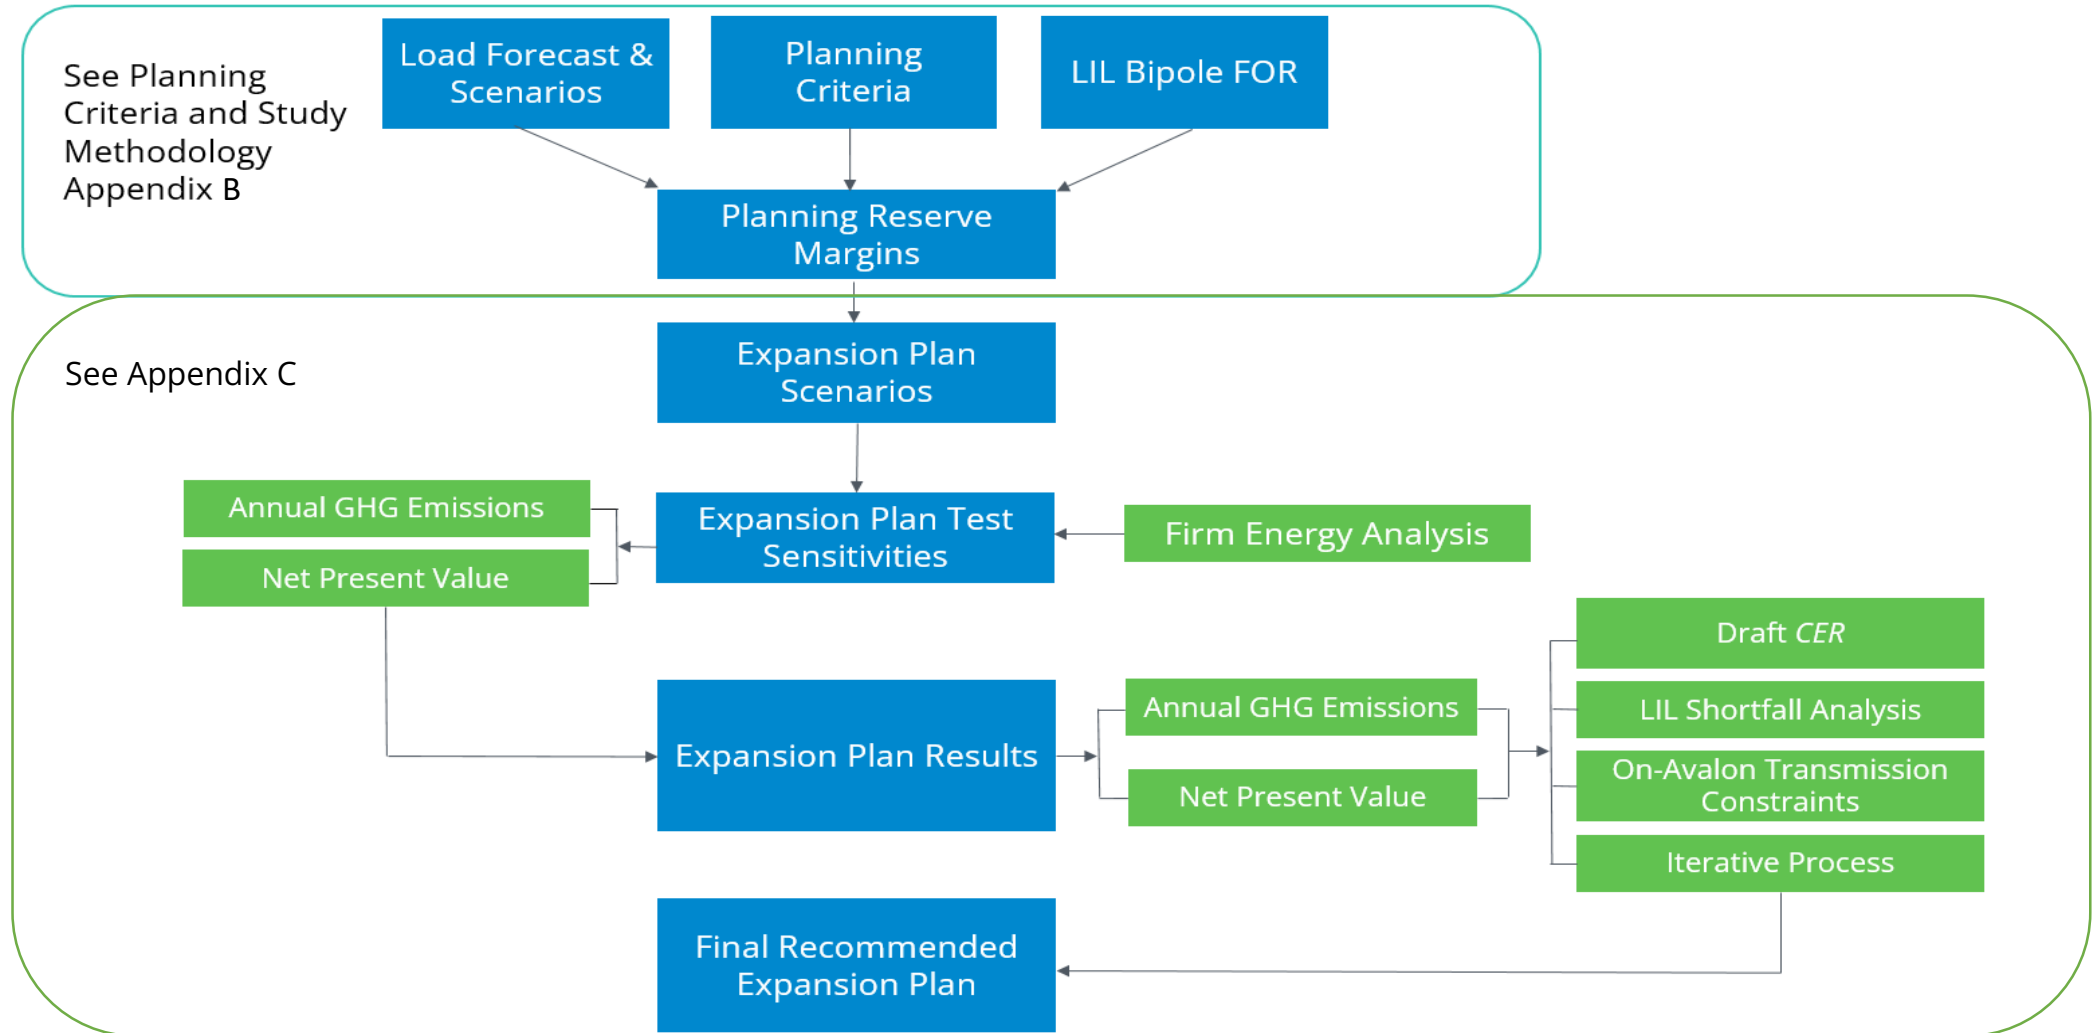 See Planning
Criteria and Study
Methodology
Appendix B
Load Forecast &
Scenarios
Planning
Criteria
LIL Bipole FOR
Planning Reserve
Margins
See Appendix C
Expansion Plan
Scenarios
Annual GHG Emissions
Net Present Value
Expansion Plan Test
Sensitivities
Firm Energy Analysis
Expansion Plan Results
Annual GHG Emissions
Net Present Value
Draft CER
LIL Shortfall Analysis
On-Avalon Transmission
Constraints
Iterative Process
Final Recommended
Expansion Plan